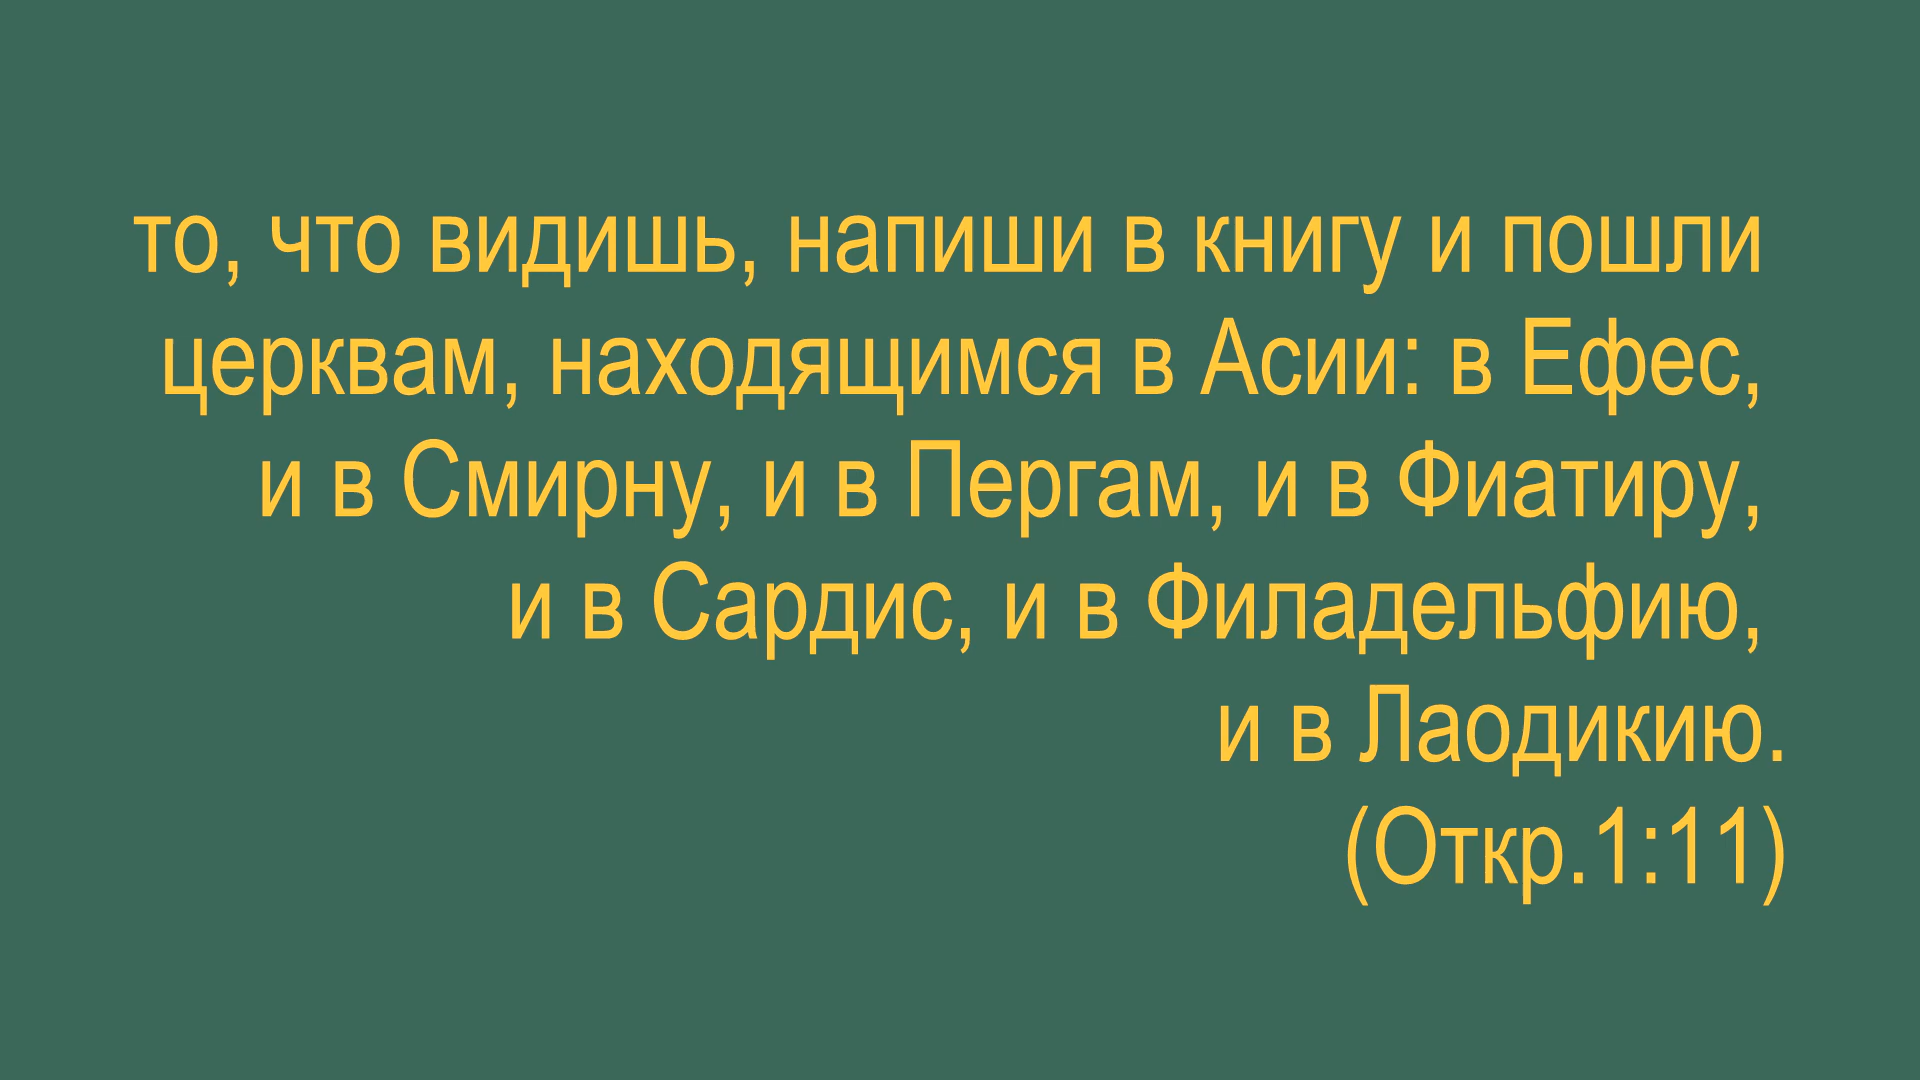 то, что видишь, напиши в книгу и пошли
церквам, находящимся в Асии: в Ефес,
и в Смирну, и в Пергам, и в Фиатиру,
и в Сардис, и в Филадельфию,
и в Лаодикию.
(Откр.1:11)